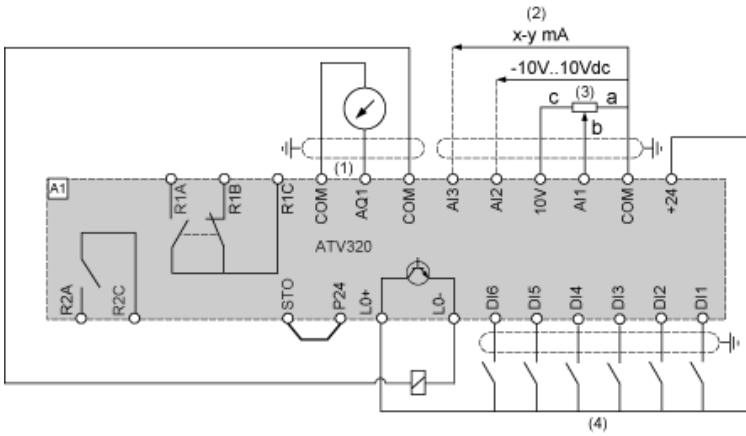 (2)
x-y mA
-10V..10Vdc
c (3) a
b
(1)
A1
R1A R1B R1C COM AQ1 COM AI3 AI2 10V AI1 COM +24
ATV320
R2A R2C STO P24 L0+ L0- DI6 DI5 DI4 DI3 DI2 DI1
(4)